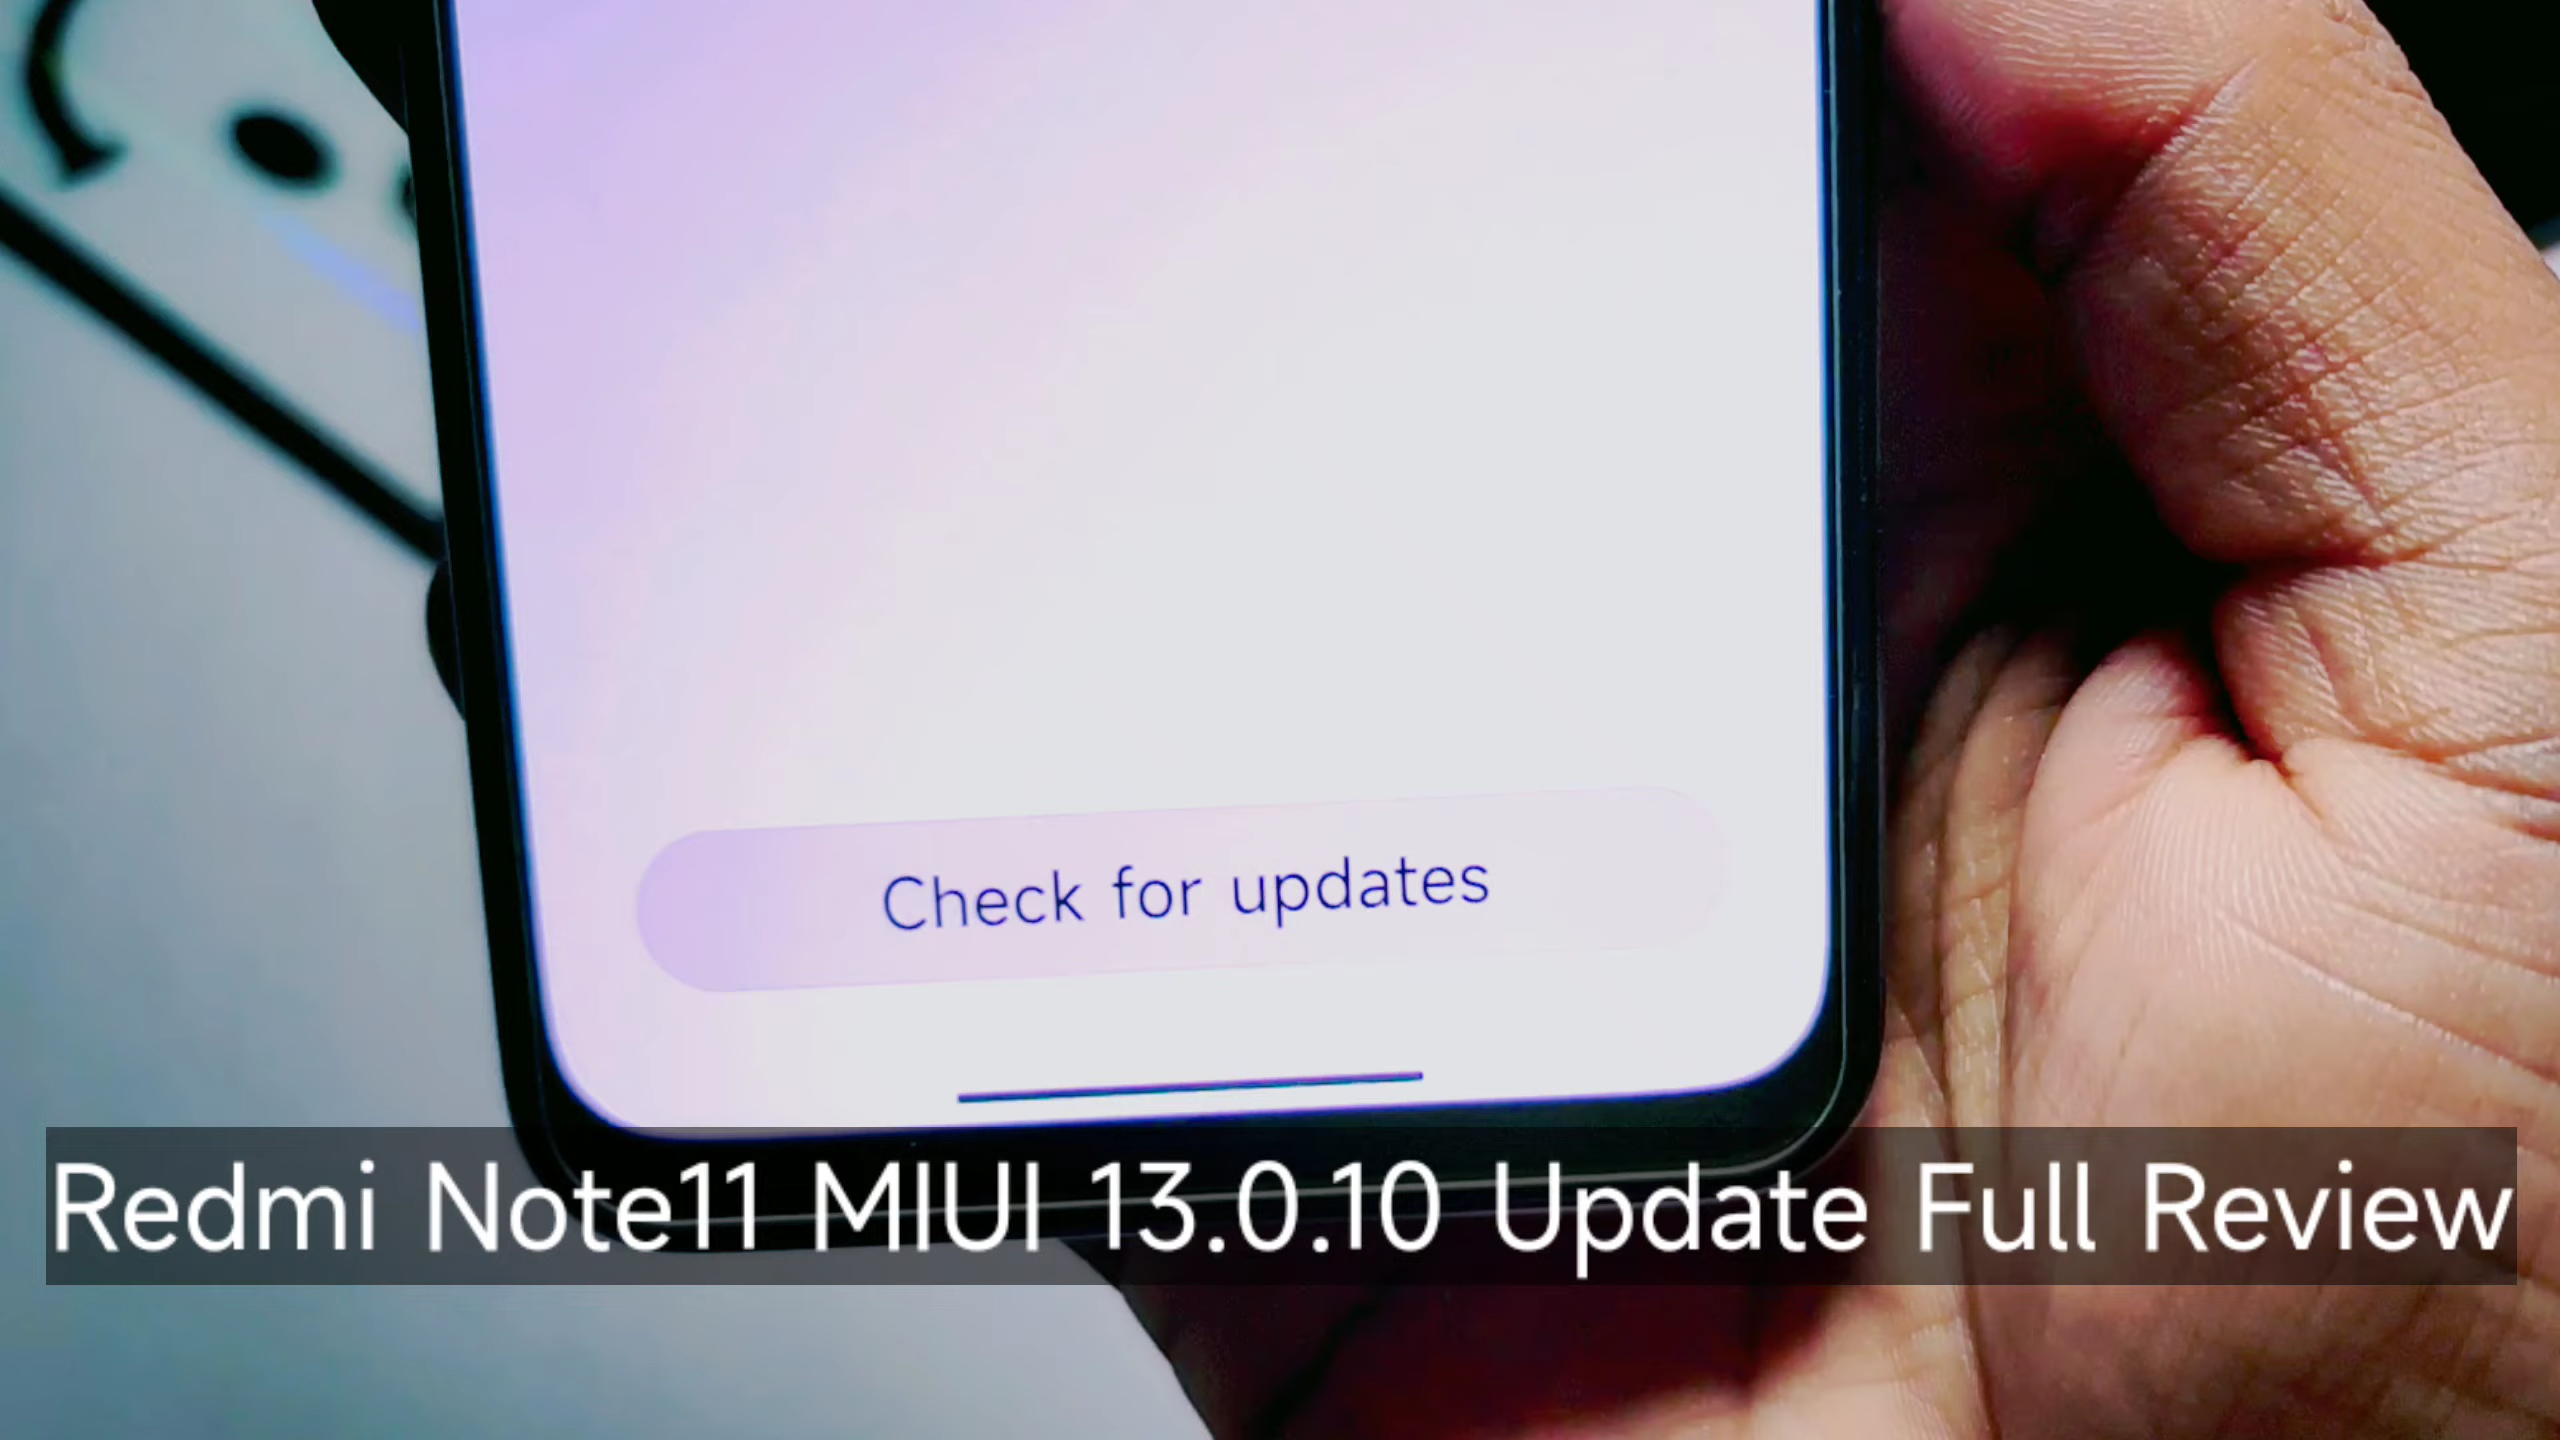 Check for updates
Redmi Note11 MIUI 13.0.10 Update Full Review